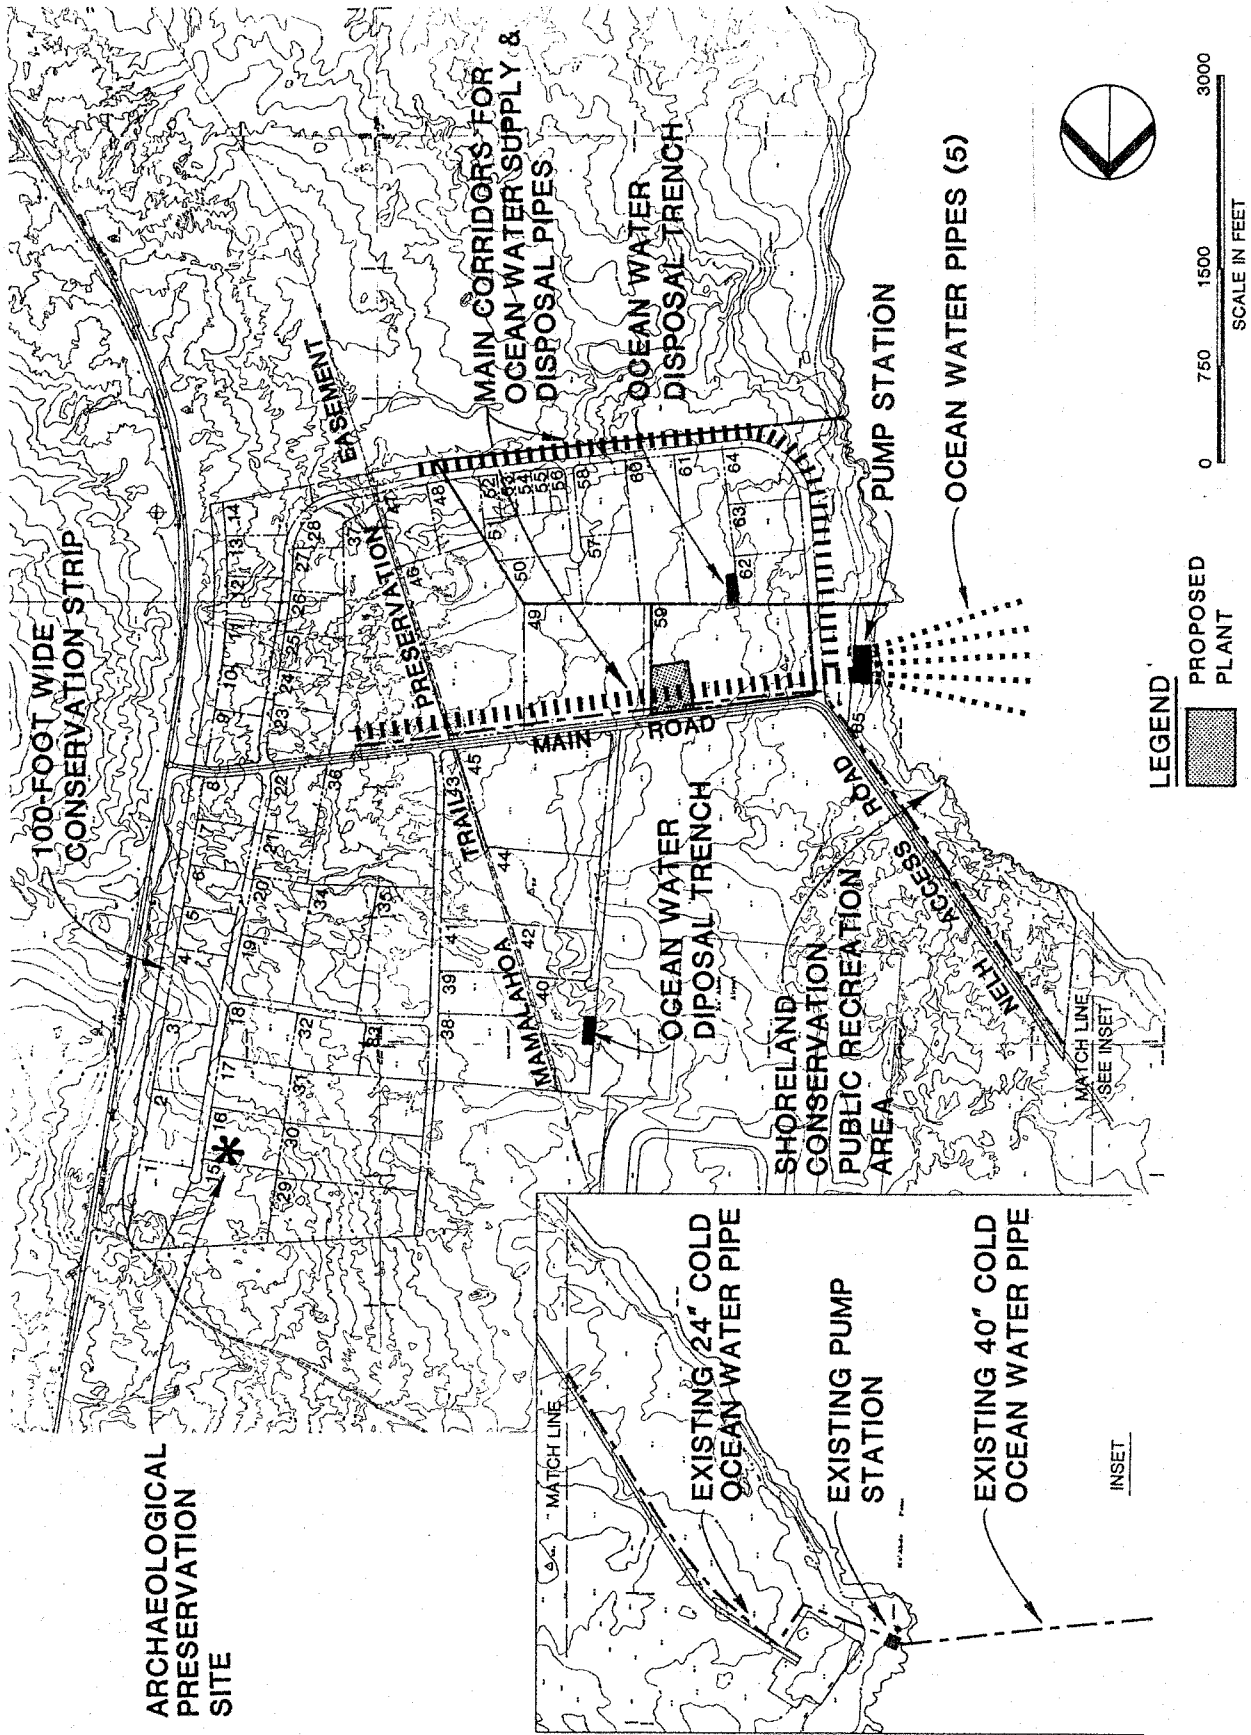 ARCHAEOLOGICAL
PRESERVATION
SITE
100-FOOT WIDE
CONSERVATION STRIP
1
2
3
4
5
6
7
8
9
10
11
12
13
14
15
16
17
18
19
20
21
22
23
24
25
26
27
28
29
30
31
32
33
34
35
36
37
38
39
40
41
42
43
44
45
46
47
48
49
50
51
52
53
54
55
56
57
58
59
60
61
62
63
64
65
MAMALAHOA
TRAIL
PRESERVATION
EASEMENT
MAIN ROAD
MAIN CORRIDORS FOR
OCEAN WATER SUPPLY &
DISPOSAL PIPES
OCEAN WATER
DISPOSAL TRENCH
OCEAN WATER
DIPOSAL TRENCH
SHORELAND
CONSERVATION
PUBLIC RECREATION
AREA
NELH ACCESS ROAD
PUMP STATION
OCEAN WATER PIPES (5)
MATCH LINE
SEE INSET
MATCH LINE
EXISTING 24" COLD
OCEAN WATER PIPE
EXISTING PUMP
STATION
EXISTING 40" COLD
OCEAN WATER PIPE
INSET
LEGEND
PROPOSED
PLANT
0 750 1500 3000
SCALE IN FEET